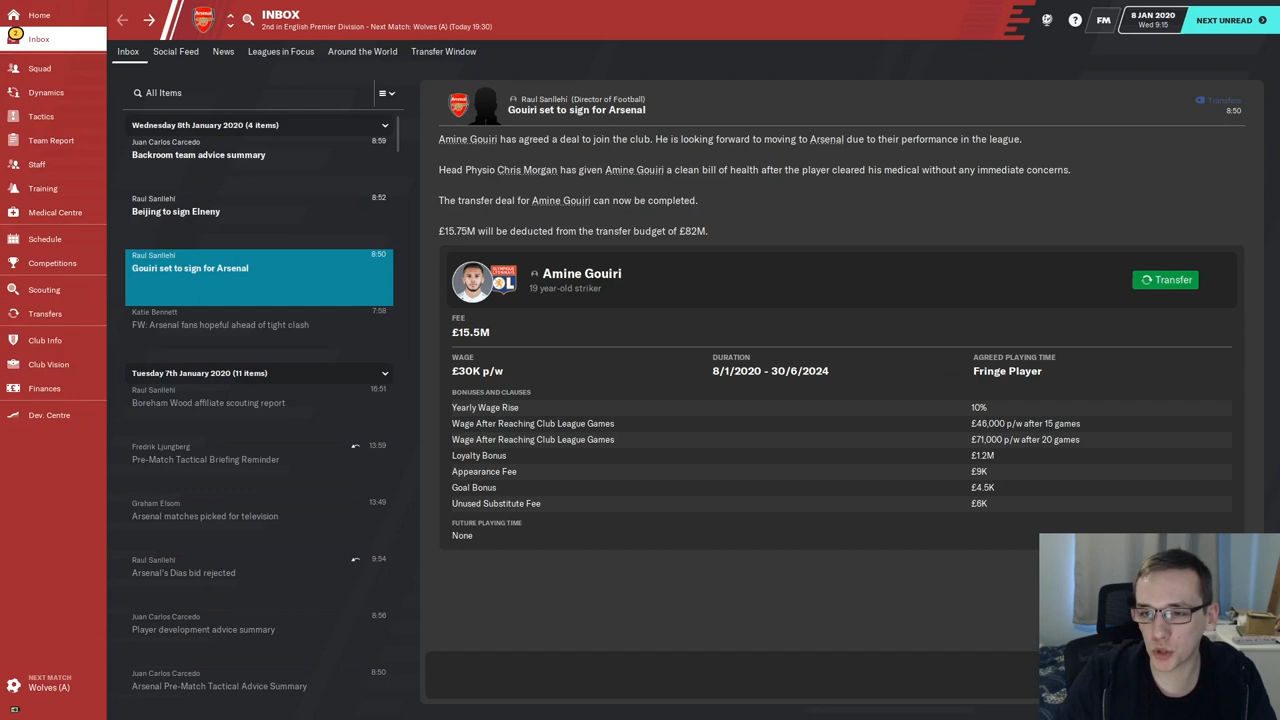 Home
2
Inbox
Squad
Dynamics
Tactics
Team Report
Staff
Training
Medical Centre
Schedule
Competitions
Scouting
Transfers
Club Info
Club Vision
Finances
Dev. Centre
NEXT MATCH
Wolves (A)
INBOX
2nd in English Premier Division - Next Match: Wolves (A) (Today 19:30)
FM
8 JAN 2020
Wed 9:15
NEXT UNREAD
Inbox
Social Feed
News
Leagues in Focus
Around the World
Transfer Window
All Items
Wednesday 8th January 2020 (4 items)
Juan Carlos Carcedo 8:59
Backroom team advice summary
Raul Sanllehi 8:52
Beijing to sign Elneny
Raul Sanllehi 8:50
Gouiri set to sign for Arsenal
Katie Bennett 7:58
FW: Arsenal fans hopeful ahead of tight clash
Tuesday 7th January 2020 (11 items)
Raul Sanllehi 16:51
Boreham Wood affiliate scouting report
Fredrik Ljungberg 13:59
Pre-Match Tactical Briefing Reminder
Graham Elsom 13:49
Arsenal matches picked for television
Raul Sanllehi 9:54
Arsenal's Dias bid rejected
Juan Carlos Carcedo 8:56
Player development advice summary
Juan Carlos Carcedo 8:50
Arsenal Pre-Match Tactical Advice Summary
Raul Sanllehi (Director of Football)
Gouiri set to sign for Arsenal
Transfers
8:50
Amine Gouiri has agreed a deal to join the club. He is looking forward to moving to Arsenal due to their performance in the league.
Head Physio Chris Morgan has given Amine Gouiri a clean bill of health after the player cleared his medical without any immediate concerns.
The transfer deal for Amine Gouiri can now be completed.
£15.75M will be deducted from the transfer budget of £82M.
Amine Gouiri
19 year-old striker
Transfer
FEE
£15.5M
WAGE DURATION AGREED PLAYING TIME
£30K p/w 8/1/2020 - 30/6/2024 Fringe Player
BONUSES AND CLAUSES
Yearly Wage Rise 10%
Wage After Reaching Club League Games £46,000 p/w after 15 games
Wage After Reaching Club League Games £71,000 p/w after 20 games
Loyalty Bonus £1.2M
Appearance Fee £9K
Goal Bonus £4.5K
Unused Substitute Fee £6K
FUTURE PLAYING TIME
None